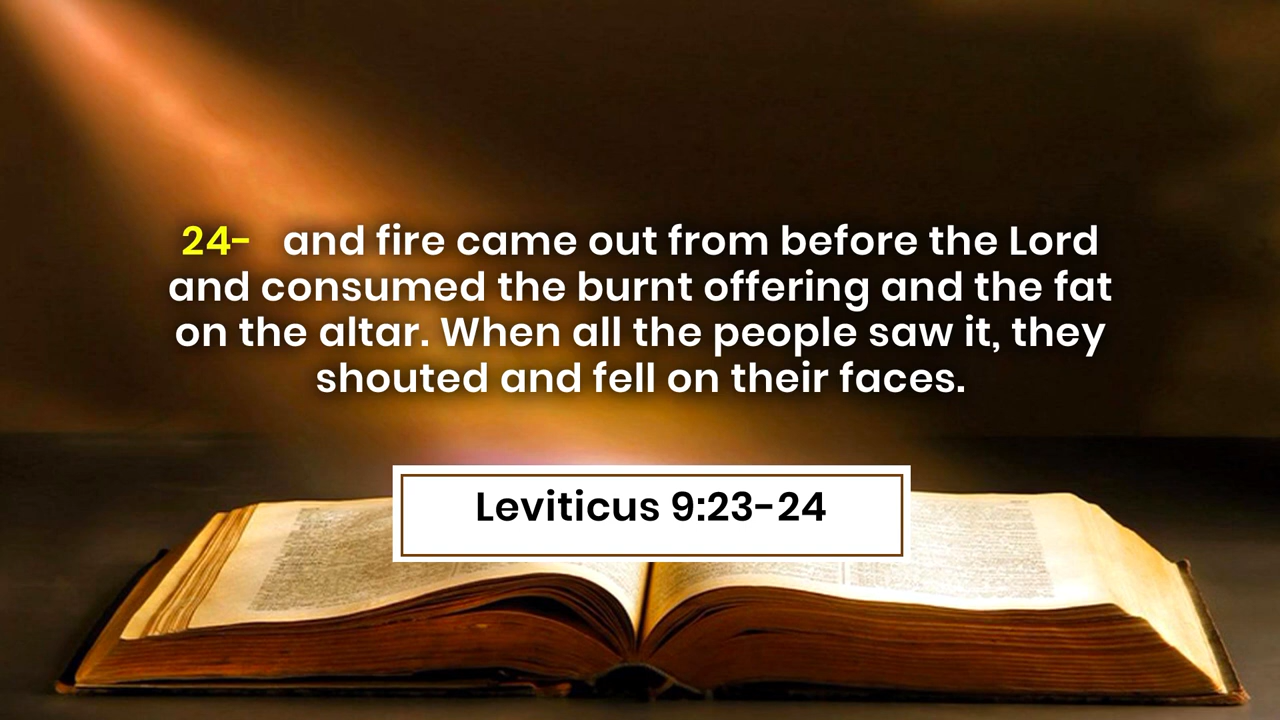 24- and fire came out from before the Lord
and consumed the burnt offering and the fat
on the altar. When all the people saw it, they
shouted and fell on their faces.
Leviticus 9:23-24